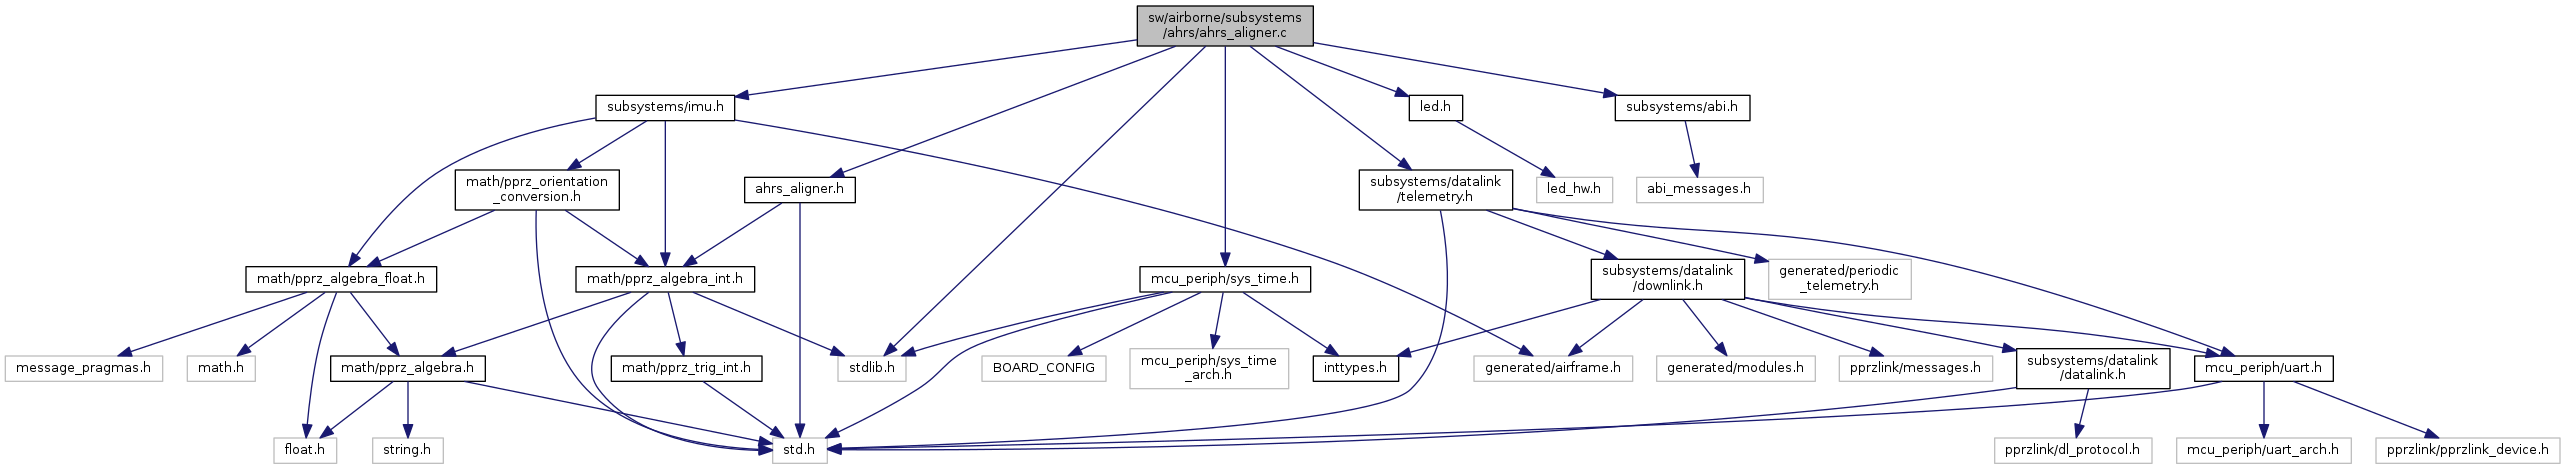 sw/airborne/subsystems
/ahrs/ahrs_aligner.c
subsystems/imu.h
led.h
subsystems/abi.h
math/pprz_orientation
_conversion.h
ahrs_aligner.h
subsystems/datalink
/telemetry.h
led_hw.h
abi_messages.h
math/pprz_algebra_float.h
math/pprz_algebra_int.h
mcu_periph/sys_time.h
subsystems/datalink
/downlink.h
generated/periodic
_telemetry.h
message_pragmas.h
math.h
math/pprz_algebra.h
math/pprz_trig_int.h
stdlib.h
BOARD_CONFIG
mcu_periph/sys_time
_arch.h
inttypes.h
generated/airframe.h
generated/modules.h
pprzlink/messages.h
subsystems/datalink
/datalink.h
mcu_periph/uart.h
float.h
string.h
std.h
pprzlink/dl_protocol.h
mcu_periph/uart_arch.h
pprzlink/pprzlink_device.h